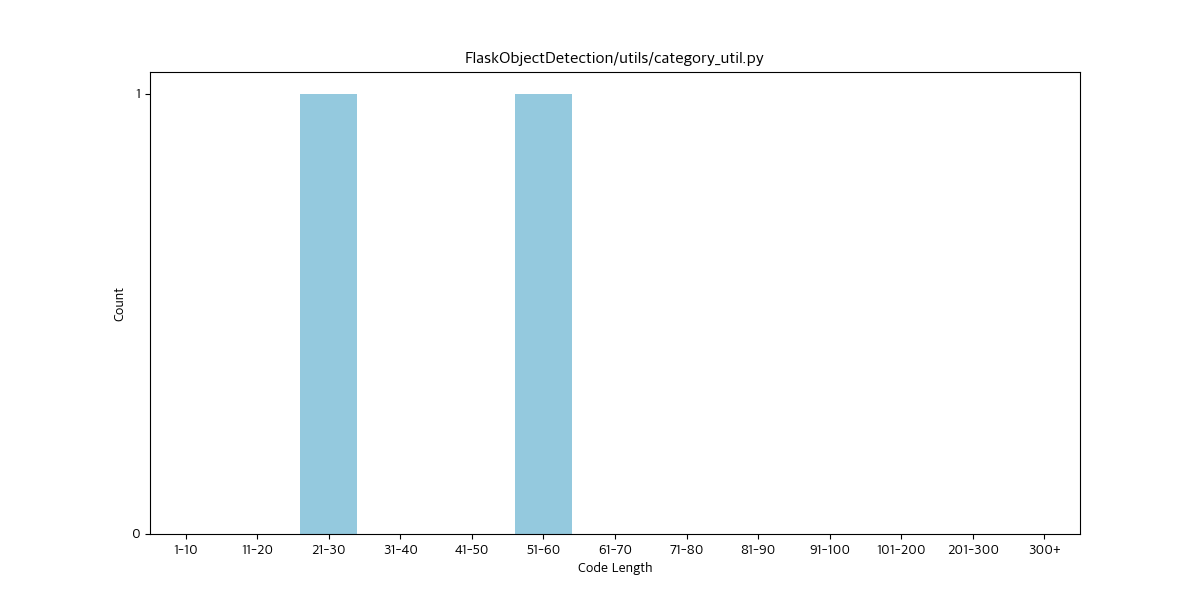 FlaskObjectDetection/utils/category_util.py
1
Count
0
1-10 11-20 21-30 31-40 41-50 51-60 61-70 71-80 81-90 91-100 101-200 201-300 300+
Code Length